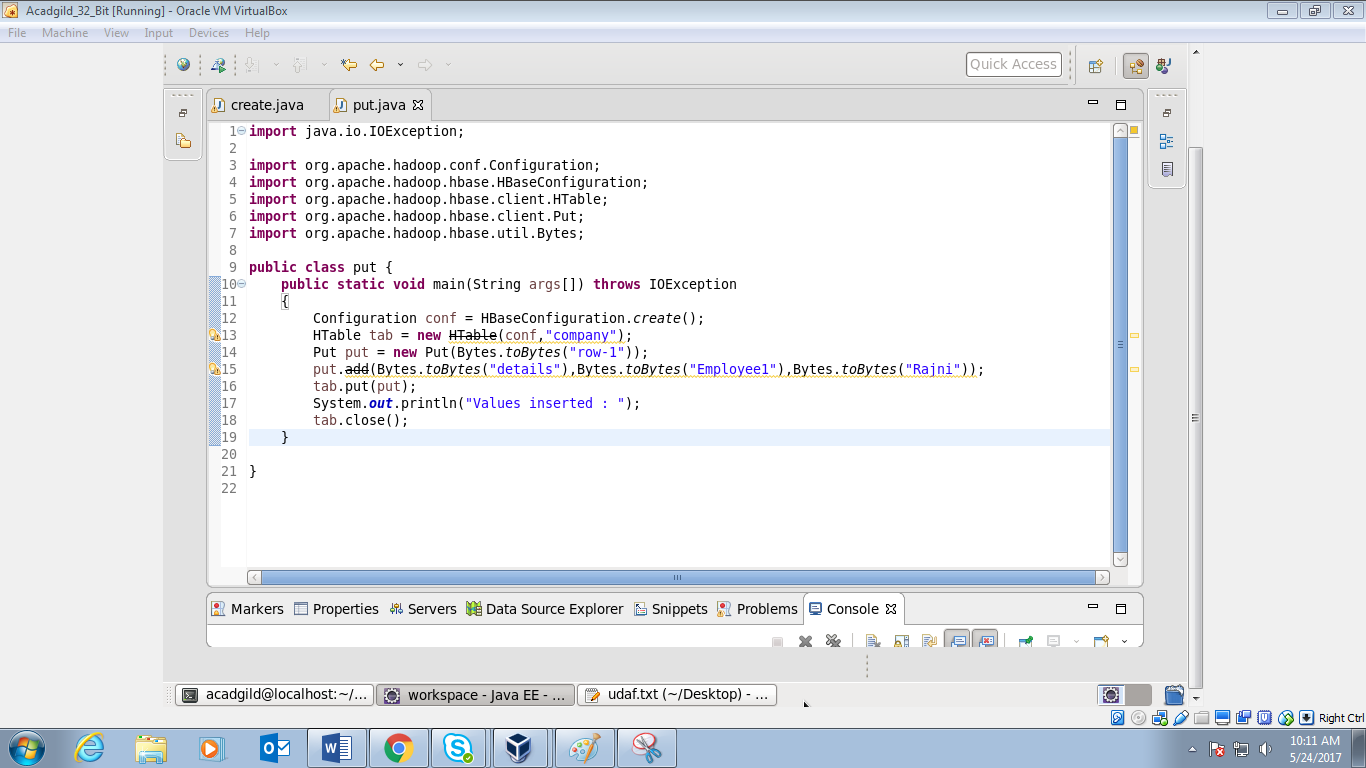 Acadgild_32_Bit [Running] - Oracle VM VirtualBox
File Machine View Input Devices Help
Quick Access
create.java put.java
1 import java.io.IOException;
2
3 import org.apache.hadoop.conf.Configuration;
4 import org.apache.hadoop.hbase.HBaseConfiguration;
5 import org.apache.hadoop.hbase.client.HTable;
6 import org.apache.hadoop.hbase.client.Put;
7 import org.apache.hadoop.hbase.util.Bytes;
8
9 public class put {
10 public static void main(String args[]) throws IOException
11 {
12 Configuration conf = HBaseConfiguration.create();
13 HTable tab = new HTable(conf,"company");
14 Put put = new Put(Bytes.toBytes("row-1"));
15 put.add(Bytes.toBytes("details"),Bytes.toBytes("Employee1"),Bytes.toBytes("Rajni"));
16 tab.put(put);
17 System.out.println("Values inserted : ");
18 tab.close();
19 }
20
21 }
22
Markers Properties Servers Data Source Explorer Snippets Problems Console
acadgild@localhost:~/... workspace - Java EE - ... udaf.txt (~/Desktop) - ...
Right Ctrl
10:11 AM
5/24/2017